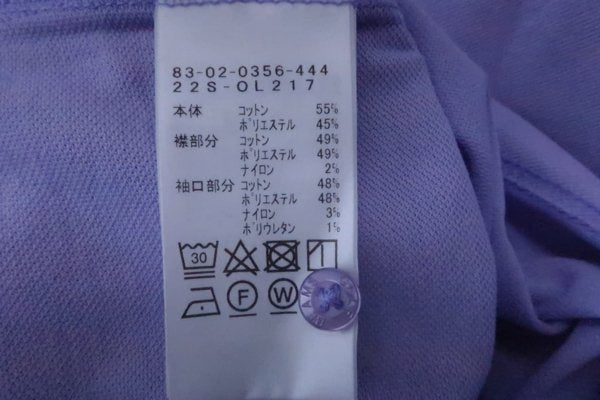 83-02-0356-444
22S-OL217
本体 コットン 55%
ポリエステル 45%
襟部分 コットン 49%
ポリエステル 49%
ナイロン 2%
袖口部分 コットン 48%
ポリエステル 48%
ナイロン 3%
ポリウレタン 1%
30
F W